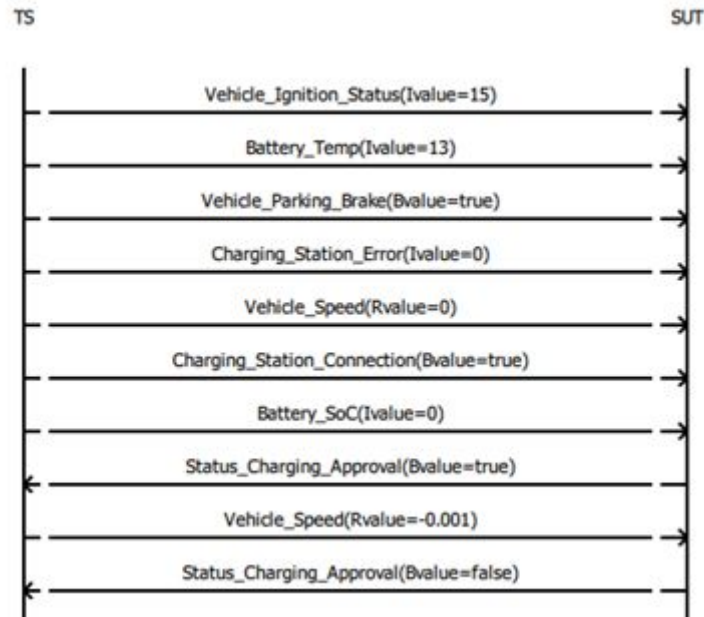 TS SUT
Vehicle_Ignition_Status(Ivalue=15)
Battery_Temp(Ivalue=13)
Vehicle_Parking_Brake(Bvalue=true)
Charging_Station_Error(Ivalue=0)
Vehicle_Speed(Rvalue=0)
Charging_Station_Connection(Bvalue=true)
Battery_SoC(Ivalue=0)
Status_Charging_Approval(Bvalue=true)
Vehicle_Speed(Rvalue=-0.001)
Status_Charging_Approval(Bvalue=false)